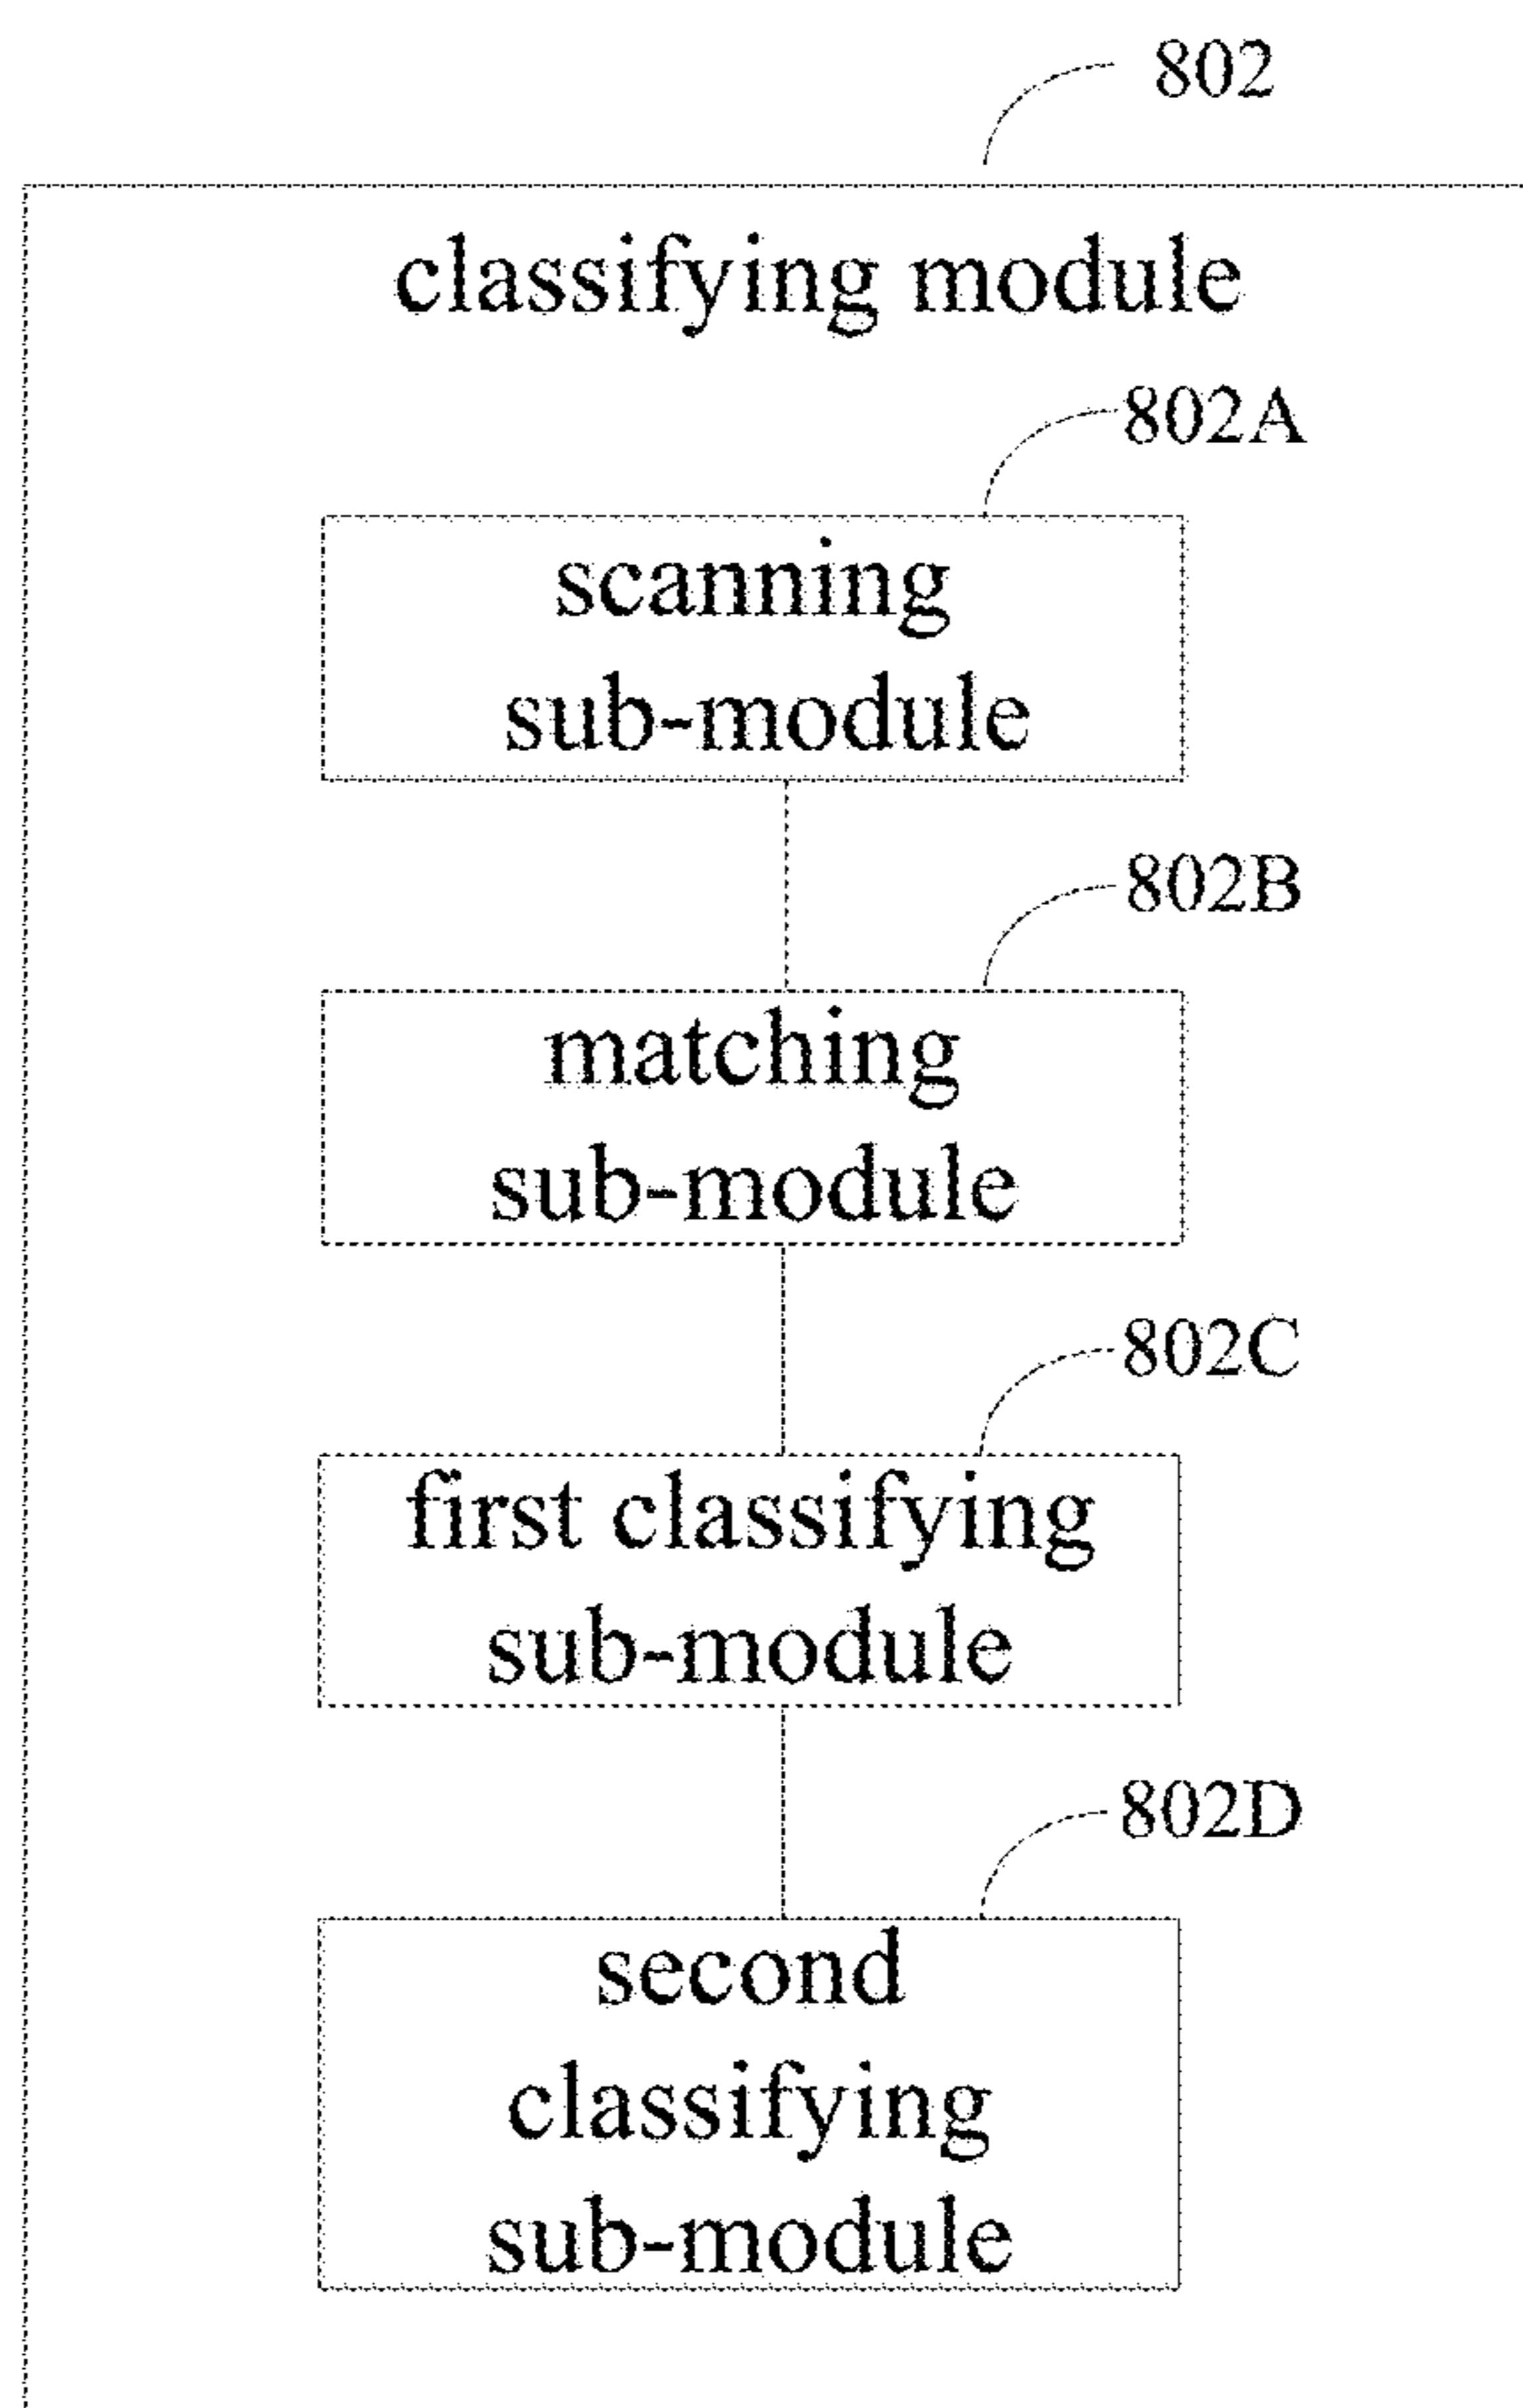 802
classifying module
802A
scanning
sub-module
802B
matching
sub-module
802C
first classifying
sub-module
802D
second
classifying
sub-module